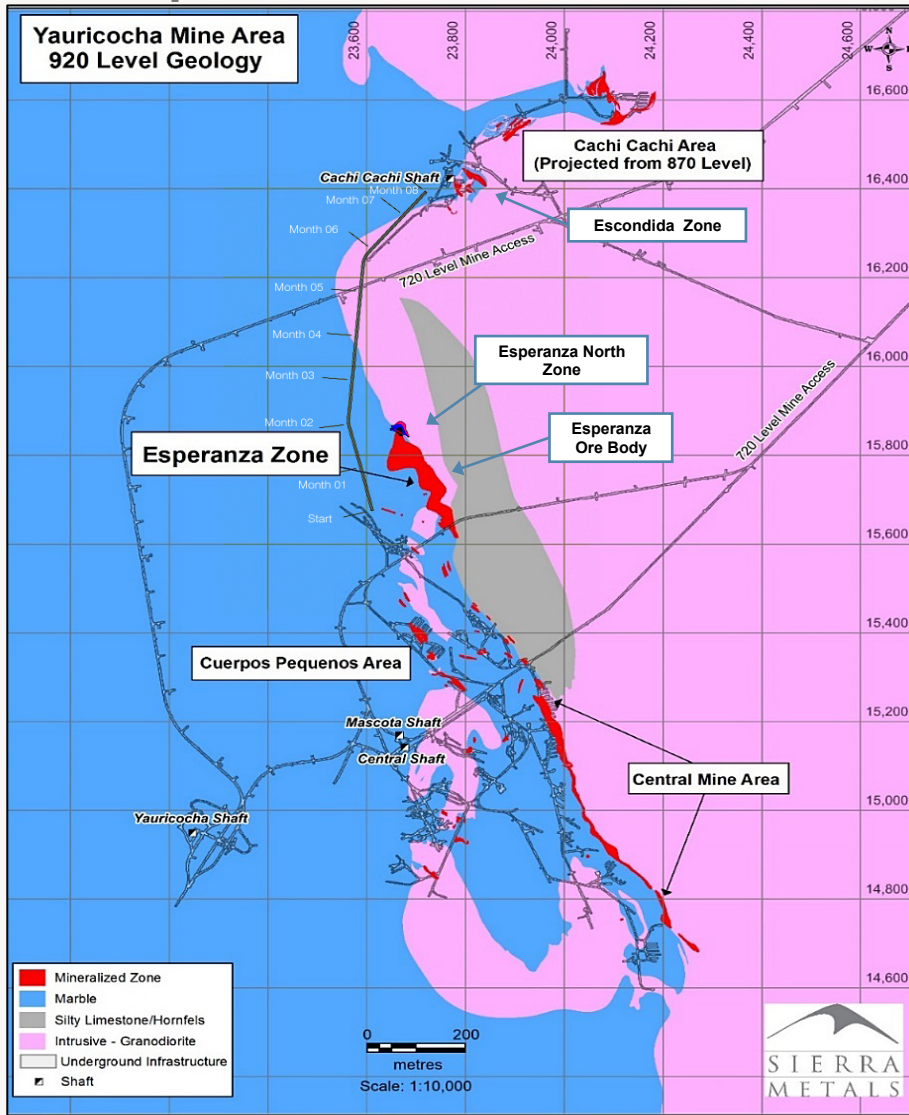 Yauricocha Mine Area
920 Level Geology
23,600
23,800
24,000
24,200
24,400
24,600
N
W
S
16,600
Cachi Cachi Area
(Projected from 870 Level)
Cachi Cachi Shaft
Month 08
Month 07
16,400
Escondida Zone
Month 06
720 Level Mine Access
16,200
Month 05
Month 04
16,000
Esperanza North
Zone
Month 03
720 Level Mine Access
Month 02
Esperanza
Ore Body
15,800
Esperanza Zone
Month 01
Start
15,600
15,400
Cuerpos Pequenos Area
15,200
Mascota Shaft
Central Shaft
Central Mine Area
15,000
Yauricocha Shaft
14,800
14,600
Mineralized Zone
Marble
Silty Limestone/Hornfels
Intrusive - Granodiorite
Underground Infrastructure
Shaft
0
200
metres
Scale: 1:10,000
SIERRA
METALS